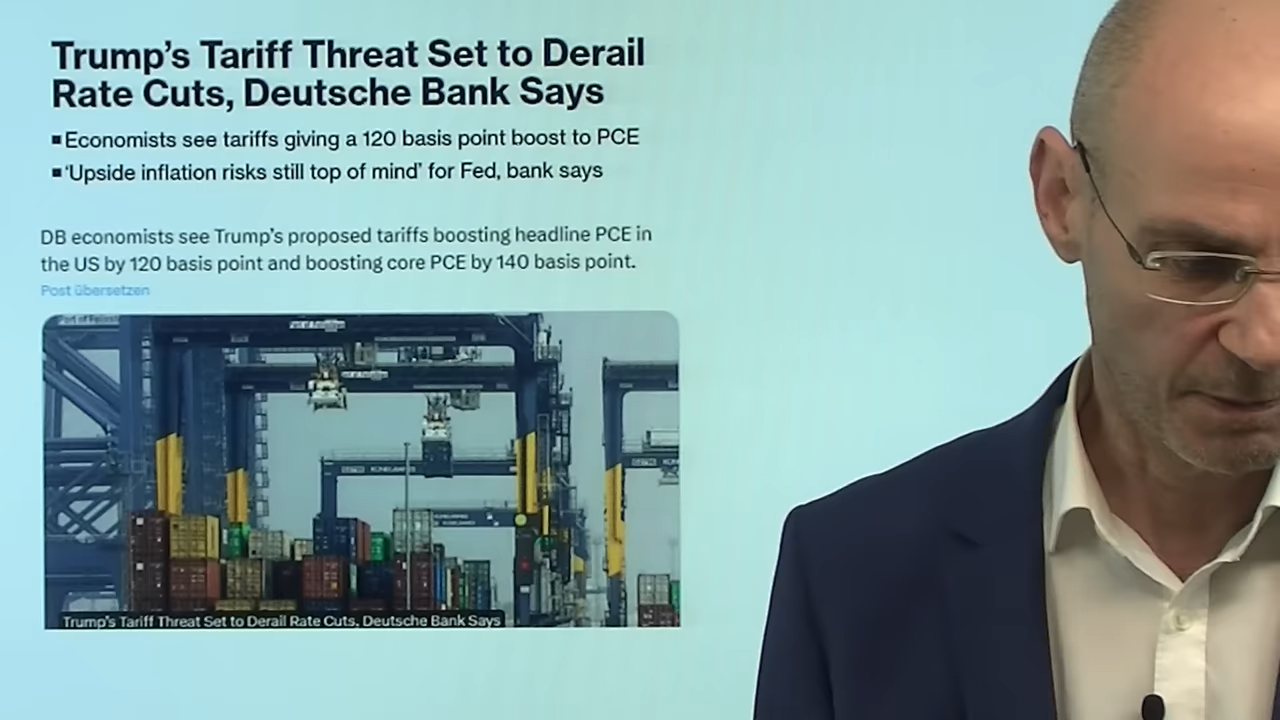 Trump’s Tariff Threat Set to Derail
Rate Cuts, Deutsche Bank Says
▪Economists see tariffs giving a 120 basis point boost to PCE
▪‘Upside inflation risks still top of mind’ for Fed, bank says
DB economists see Trump’s proposed tariffs boosting headline PCE in
the US by 120 basis point and boosting core PCE by 140 basis point.
Post übersetzen
Trump's Tariff Threat Set to Derail Rate Cuts, Deutsche Bank Says